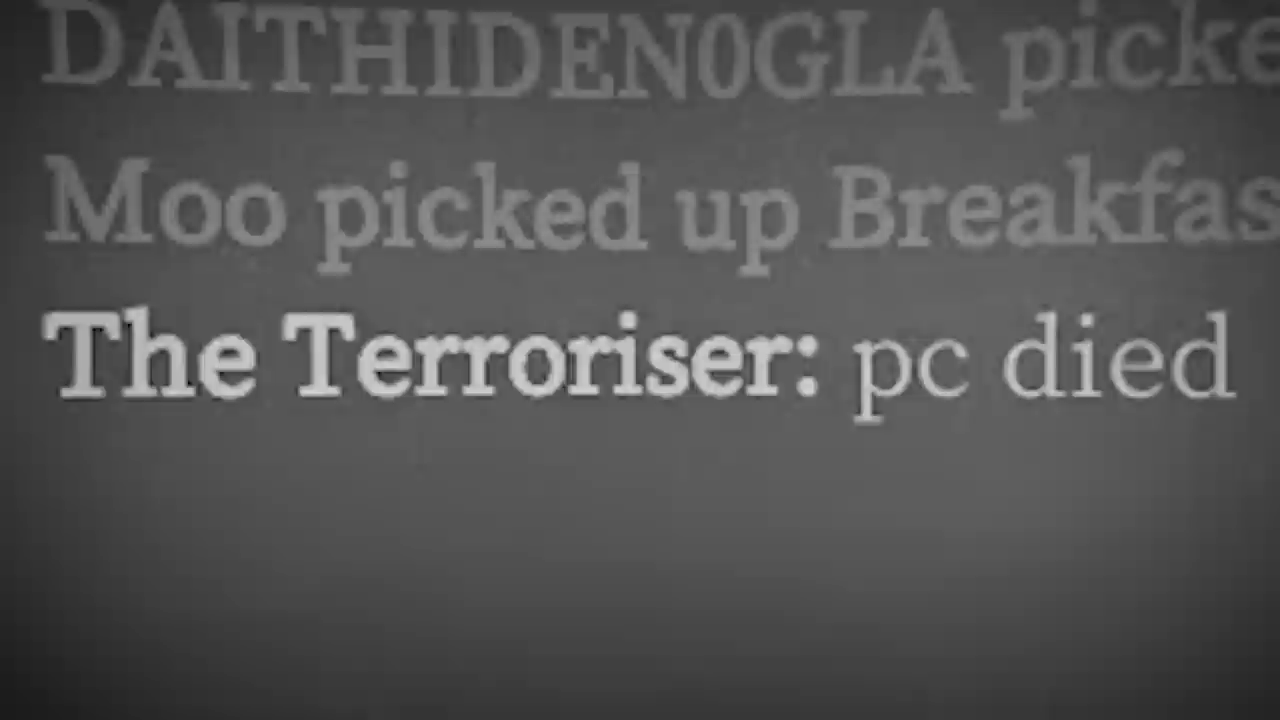 DAITHIDEN0GLA picke
Moo picked up Breakfas
The Terroriser: pc died